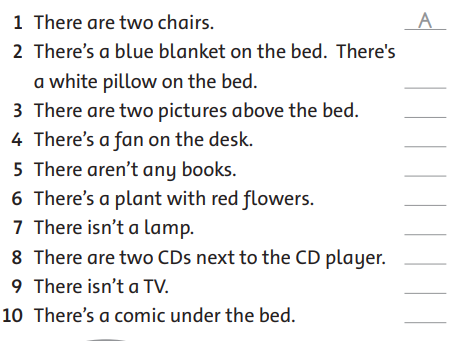 1 There are two chairs. A
2 There's a blue blanket on the bed. There's
a white pillow on the bed.
3 There are two pictures above the bed.
4 There's a fan on the desk.
5 There aren't any books.
6 There's a plant with red flowers.
7 There isn't a lamp.
8 There are two CDs next to the CD player.
9 There isn't a TV.
10 There's a comic under the bed.